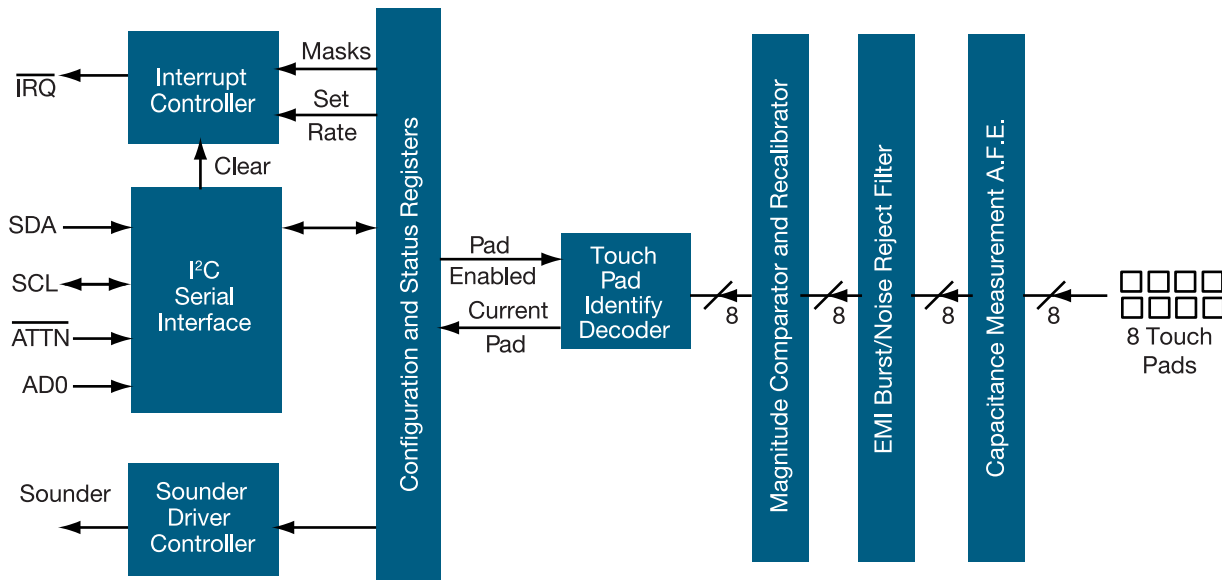 IRQ
Interrupt
Controller
Masks
Set
Rate
Clear
SDA
SCL
ATTN
AD0
I²C
Serial
Interface
Sounder
Sounder
Driver
Controller
Configuration and Status Registers
Pad
Enabled
Current
Pad
Touch
Pad
Identify
Decoder
8
Magnitude Comparator and Recalibrator
8
EMI Burst/Noise Reject Filter
8
Capacitance Measurement A.F.E.
8
8 Touch
Pads